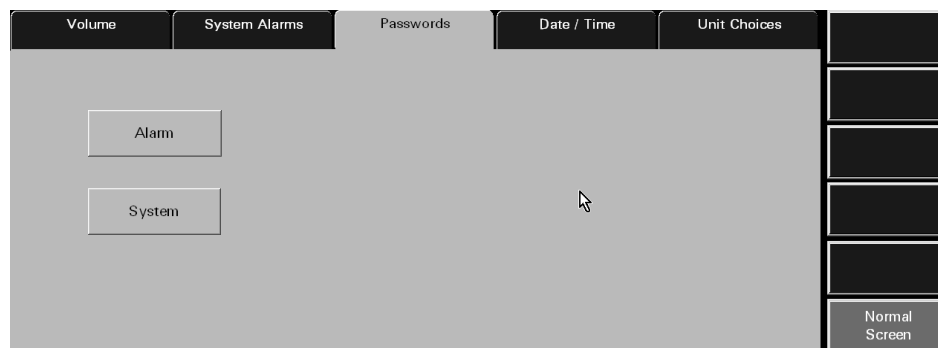 Volume
System Alarms
Passwords
Date / Time
Unit Choices
Alarm
System
Normal
Screen